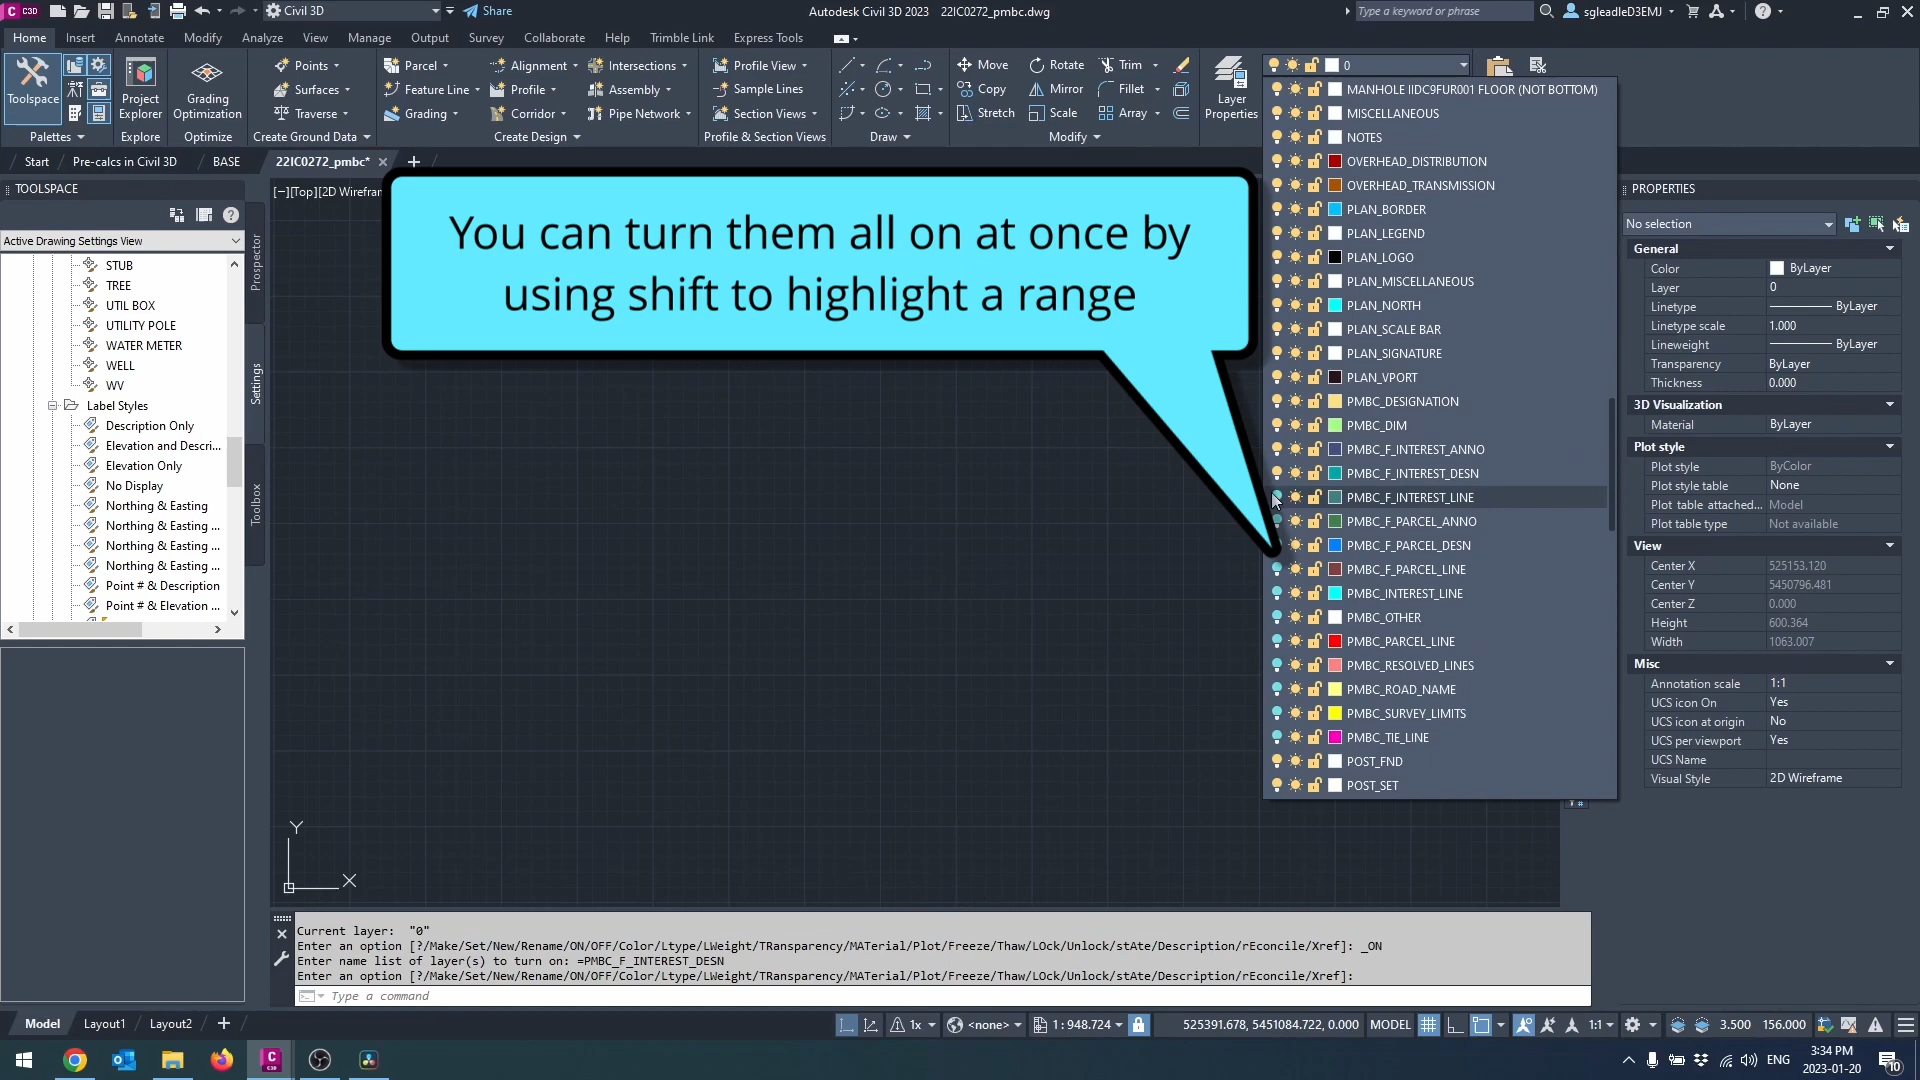 C C3D
Civil 3D
Share
Autodesk Civil 3D 2023 22IC0272_pmbc.dwg
Type a keyword or phrase
sgleadleD3EMJ
Home Insert Annotate Modify Analyze View Manage Output Survey Collaborate Help Trimble Link Express Tools
Toolspace
Project Explorer
Grading Optimization
Points
Surfaces
Traverse
Parcel
Feature Line
Grading
Alignment
Profile
Corridor
Intersections
Assembly
Pipe Network
Profile View
Sample Lines
Section Views
Move
Copy
Stretch
Rotate
Mirror
Scale
Trim
Fillet
Array
Layer Properties
0
Palettes Explore Optimize Create Ground Data Create Design Profile & Section Views Draw Modify
Start Pre-calcs in Civil 3D BASE 22IC0272_pmbc*
TOOLSPACE
Active Drawing Settings View
STUB
TREE
UTIL BOX
UTILITY POLE
WATER METER
WELL
WV
Label Styles
Description Only
Elevation and Descri...
Elevation Only
No Display
Northing & Easting
Northing & Easting ...
Northing & Easting ...
Northing & Easting ...
Point # & Description
Point # & Elevation ...
Prospector
Settings
Toolbox
[−][Top][2D Wirefram
You can turn them all on at once by
using shift to highlight a range
MANHOLE IIDC9FUR001 FLOOR (NOT BOTTOM)
MISCELLANEOUS
NOTES
OVERHEAD_DISTRIBUTION
OVERHEAD_TRANSMISSION
PLAN_BORDER
PLAN_LEGEND
PLAN_LOGO
PLAN_MISCELLANEOUS
PLAN_NORTH
PLAN_SCALE BAR
PLAN_SIGNATURE
PLAN_VPORT
PMBC_DESIGNATION
PMBC_DIM
PMBC_F_INTEREST_ANNO
PMBC_F_INTEREST_DESN
PMBC_F_INTEREST_LINE
PMBC_F_PARCEL_ANNO
PMBC_F_PARCEL_DESN
PMBC_F_PARCEL_LINE
PMBC_INTEREST_LINE
PMBC_OTHER
PMBC_PARCEL_LINE
PMBC_RESOLVED_LINES
PMBC_ROAD_NAME
PMBC_SURVEY_LIMITS
PMBC_TIE_LINE
POST_FND
POST_SET
PROPERTIES
No selection
General
Color ByLayer
Layer 0
Linetype ByLayer
Linetype scale 1.000
Lineweight ByLayer
Transparency ByLayer
Thickness 0.000
3D Visualization
Material ByLayer
Plot style
Plot style ByColor
Plot style table None
Plot table attached... Model
Plot table type Not available
View
Center X 525153.120
Center Y 5450796.481
Center Z 0.000
Height 600.364
Width 1063.007
Misc
Annotation scale 1:1
UCS icon On Yes
UCS icon at origin No
UCS per viewport Yes
UCS Name
Visual Style 2D Wireframe
Y
X
Current layer: "0"
Enter an option [?/Make/Set/New/Rename/ON/OFF/Color/Ltype/LWeight/TRansparency/MATerial/Plot/Freeze/Thaw/LOck/Unlock/stAte/Description/rEconcile/Xref]: _ON
Enter name list of layer(s) to turn on: =PMBC_F_INTEREST_DESN
Enter an option [?/Make/Set/New/Rename/ON/OFF/Color/Ltype/LWeight/TRansparency/MATerial/Plot/Freeze/Thaw/LOck/Unlock/stAte/Description/rEconcile/Xref]:
Type a command
Model Layout1 Layout2
1x <none> 1 : 948.724 525391.678, 5451084.722, 0.000 MODEL 1:1 3.500 156.000
ENG
3:34 PM
2023-01-20
10